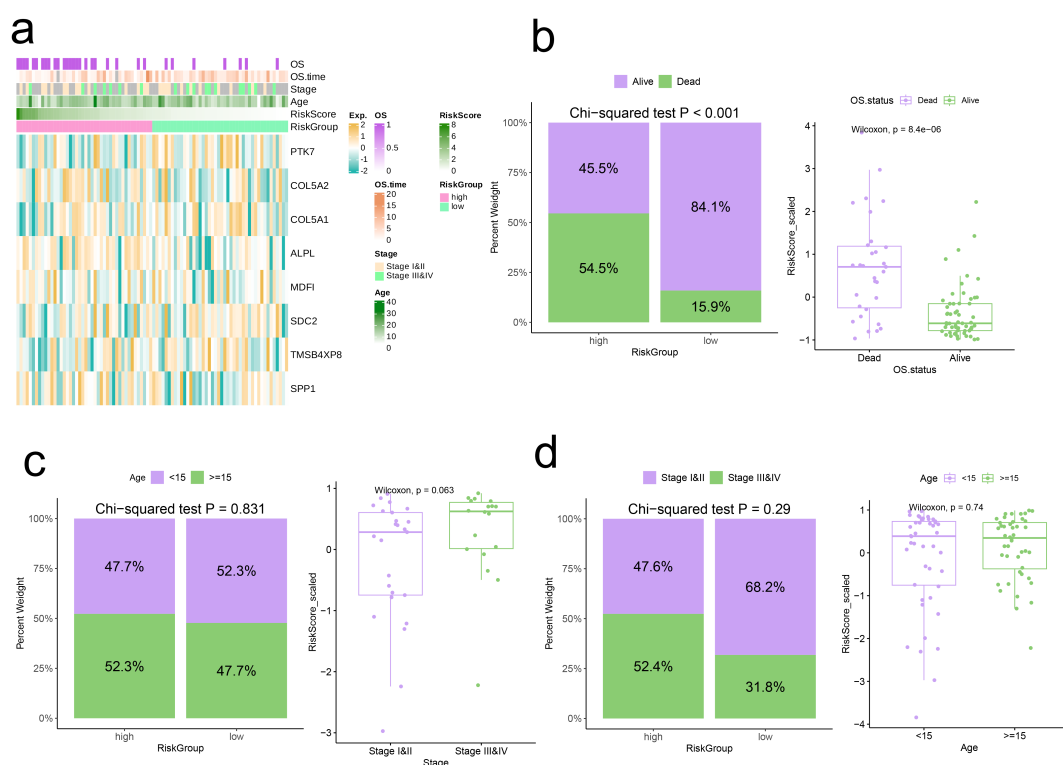 a
OS
OS.time
Stage
Age
RiskScore
RiskGroup
PTK7
COL5A2
COL5A1
ALPL
MDFI
SDC2
TMSB4XP8
SPP1
Exp.
2
1
0
-1
-2
OS
1
0.5
0
OS.time
20
15
10
5
0
Stage
Stage I&II
Stage III&IV
Age
40
30
20
10
0
RiskScore
8
6
4
2
0
RiskGroup
high
low
b
Alive Dead
Chi-squared test P < 0.001
Percent Weidght
100%
75%
50%
25%
0%
45.5%
54.5%
84.1%
15.9%
high low
RiskGroup
OS.status Dead Alive
Wilcoxon, p = 8.4e-06
RiskScore_scaled
4
3
2
1
0
−1
Dead Alive
OS.status
c
Age <15 >=15
Chi-squared test P = 0.831
Percent Weidght
100%
75%
50%
25%
0%
47.7%
52.3%
52.3%
47.7%
high low
RiskGroup
Wilcoxon, p = 0.063
RiskScore_scaled
1
0
−1
−2
−3
Stage I&II Stage III&IV
Stage
d
Stage I&II Stage III&IV
Chi-squared test P = 0.29
Percent Weidght
100%
75%
50%
25%
0%
47.6%
52.4%
68.2%
31.8%
high low
RiskGroup
Age <15 >=15
Wilcoxon, p = 0.74
RiskScore_scaled
1
0
−1
−2
−3
−4
<15 >=15
Age